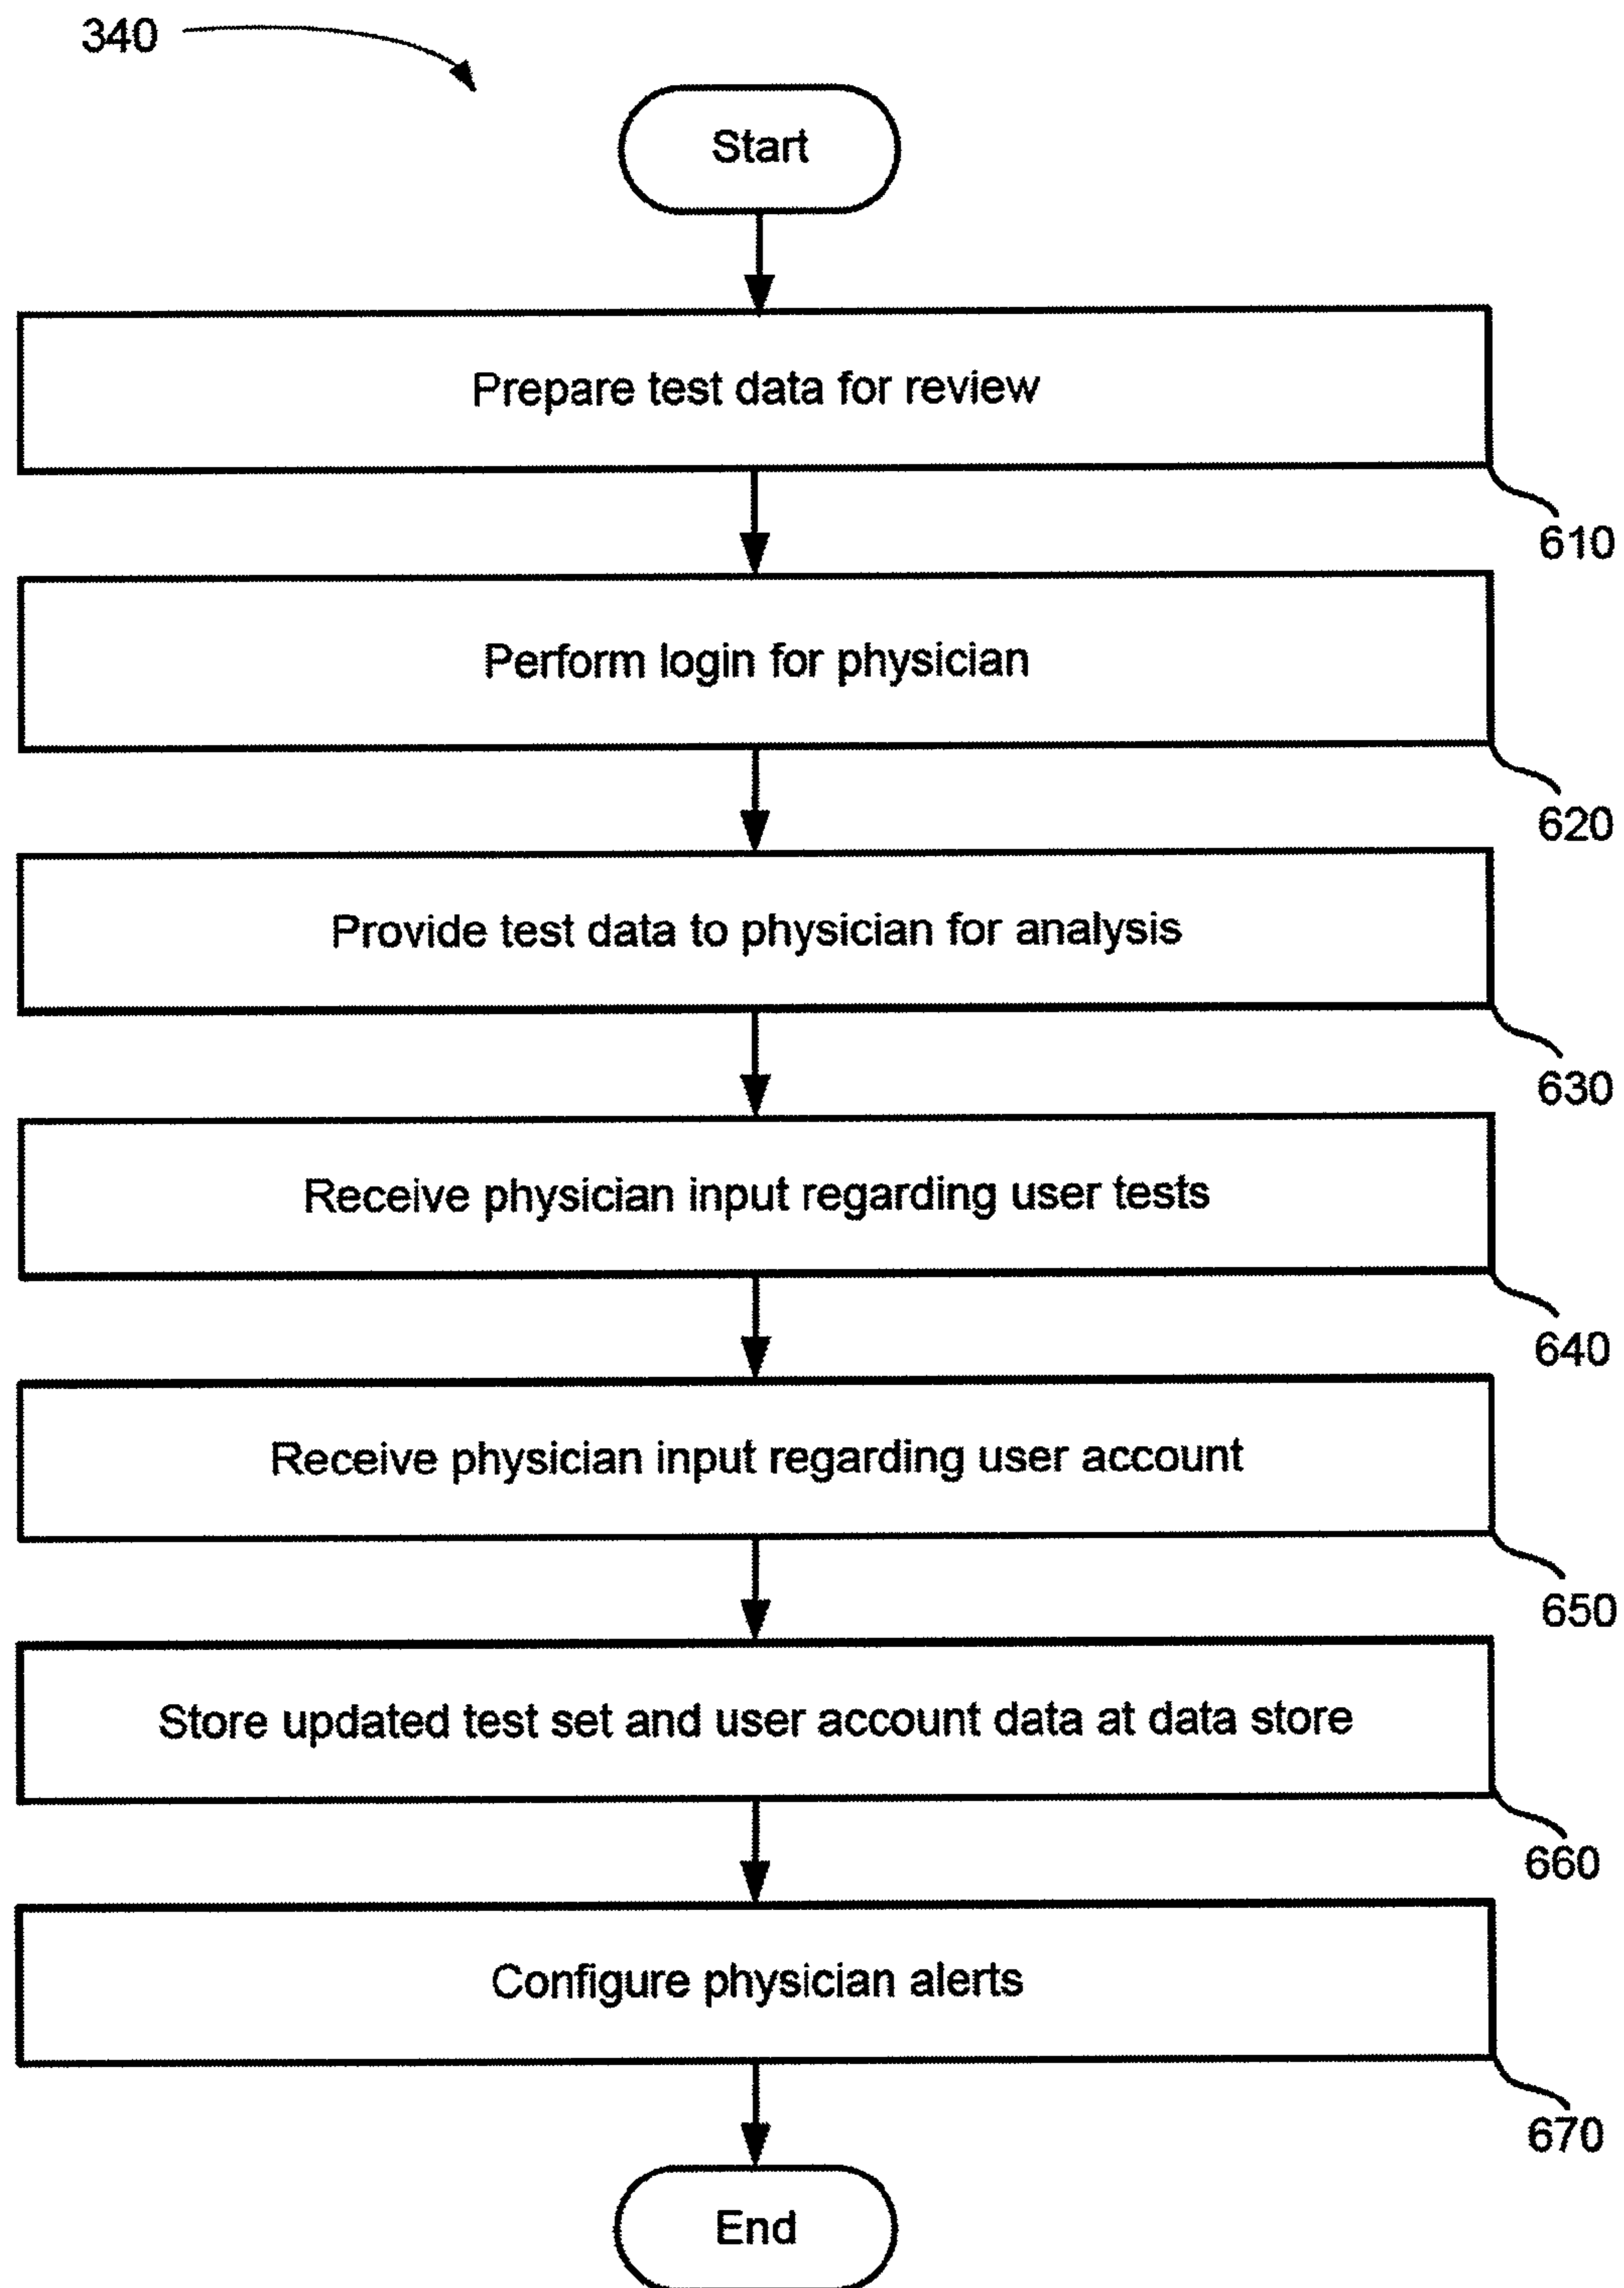 340
Start
Prepare test data for review
610
Perform login for physician
620
Provide test data to physician for analysis
630
Receive physician input regarding user tests
640
Receive physician input regarding user account
650
Store updated test set and user account data at data store
660
Configure physician alerts
670
End